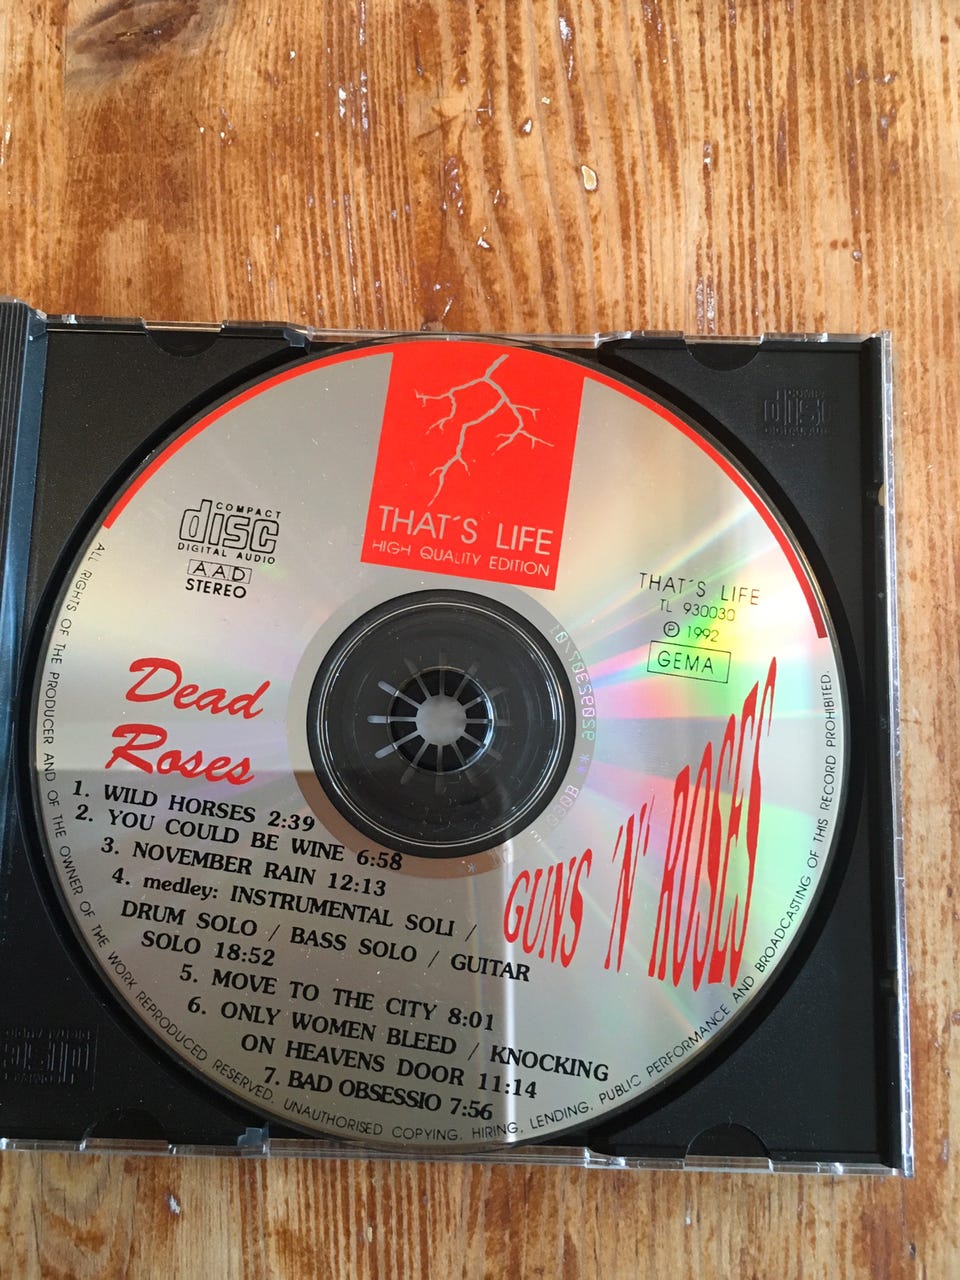 THAT´S LIFE
HIGH QUALITY EDITION
COMPACT
disc
DIGITAL AUDIO
AAD
STEREO
THAT´S LIFE
TL 930030
℗ 1992
GEMA
Dead
Roses
1. WILD HORSES 2:39
2. YOU COULD BE WINE 6:58
3. NOVEMBER RAIN 12:13
4. medley: INSTRUMENTAL SOLI /
DRUM SOLO / BASS SOLO / GUITAR
SOLO 18:52
5. MOVE TO THE CITY 8:01
6. ONLY WOMEN BLEED / KNOCKING
ON HEAVENS DOOR 11:14
7. BAD OBSESSIO 7:56
GUNS 'N' ROSES
ALL RIGHTS OF THE PRODUCER AND OF THE OWNER OF THE WORK REPRODUCED RESERVED. UNAUTHORISED COPYING, HIRING, LENDING, PUBLIC PERFORMANCE AND BROADCASTING OF THIS RECORD PROHIBITED.
COMPACT
disc
DIGITAL AUDIO